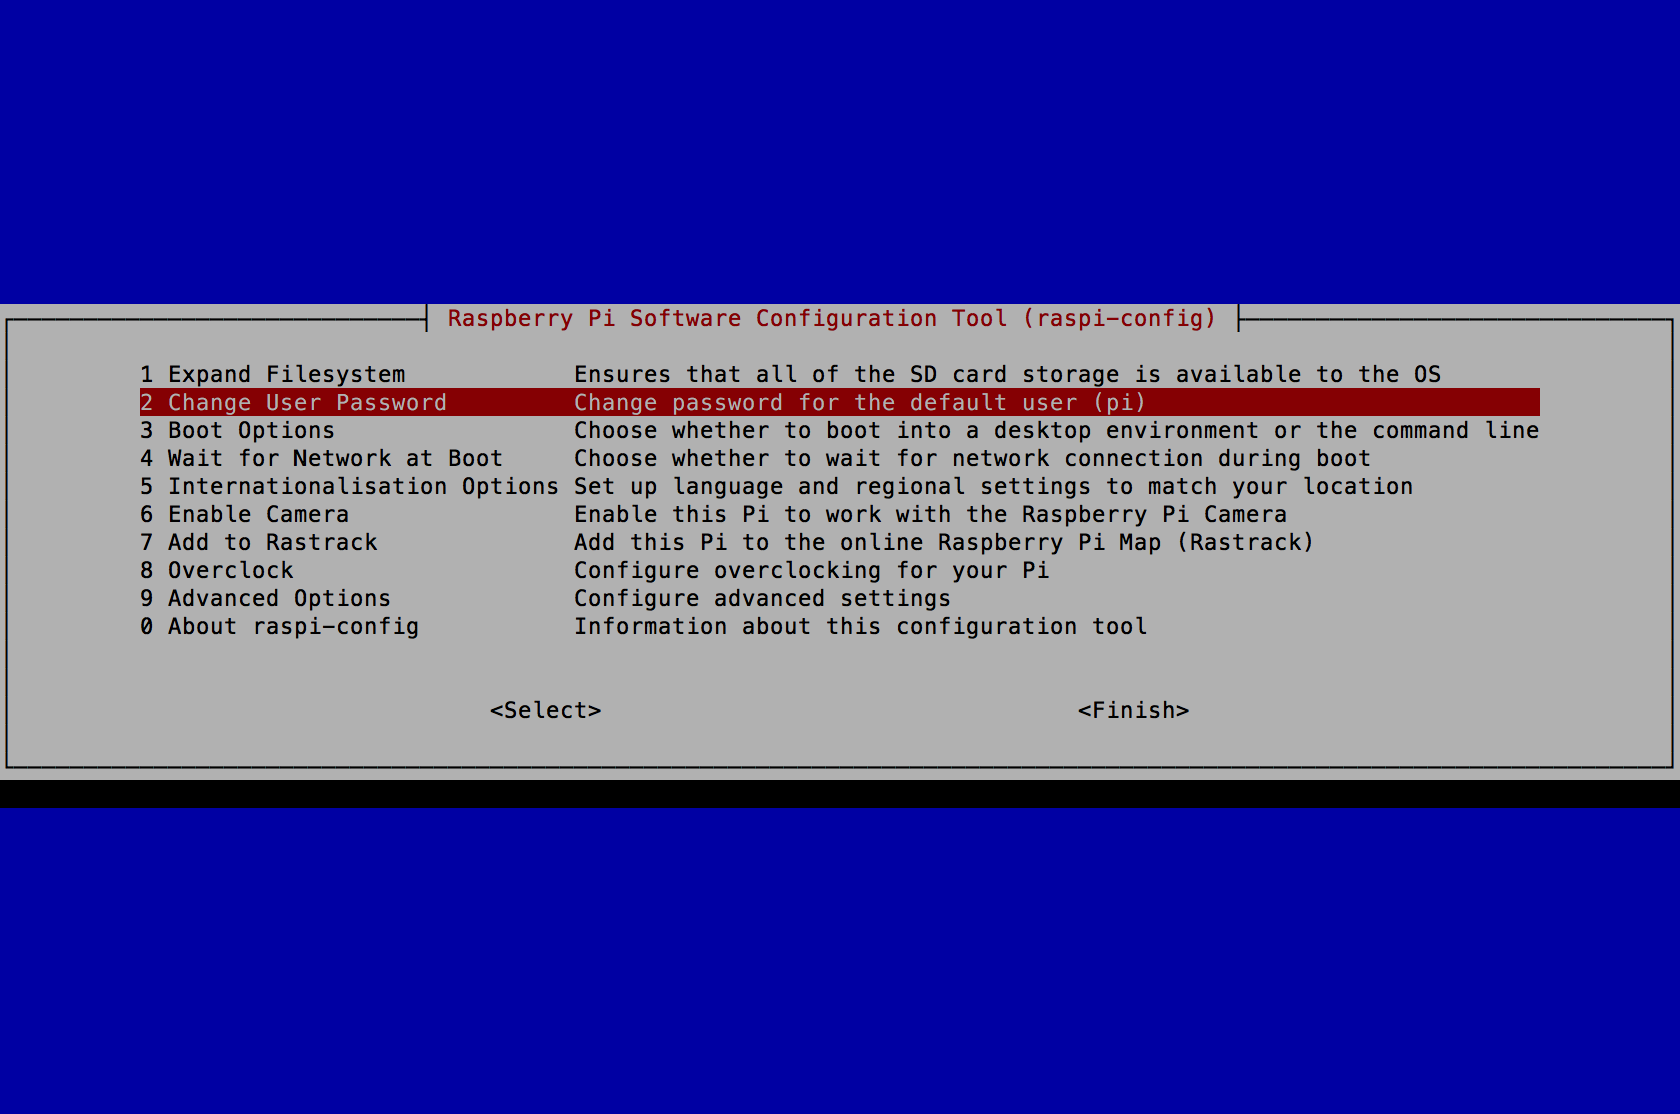 Raspberry Pi Software Configuration Tool (raspi-config)
1 Expand Filesystem Ensures that all of the SD card storage is available to the OS
2 Change User Password Change password for the default user (pi)
3 Boot Options Choose whether to boot into a desktop environment or the command line
4 Wait for Network at Boot Choose whether to wait for network connection during boot
5 Internationalisation Options Set up language and regional settings to match your location
6 Enable Camera Enable this Pi to work with the Raspberry Pi Camera
7 Add to Rastrack Add this Pi to the online Raspberry Pi Map (Rastrack)
8 Overclock Configure overclocking for your Pi
9 Advanced Options Configure advanced settings
0 About raspi-config Information about this configuration tool
<Select> <Finish>